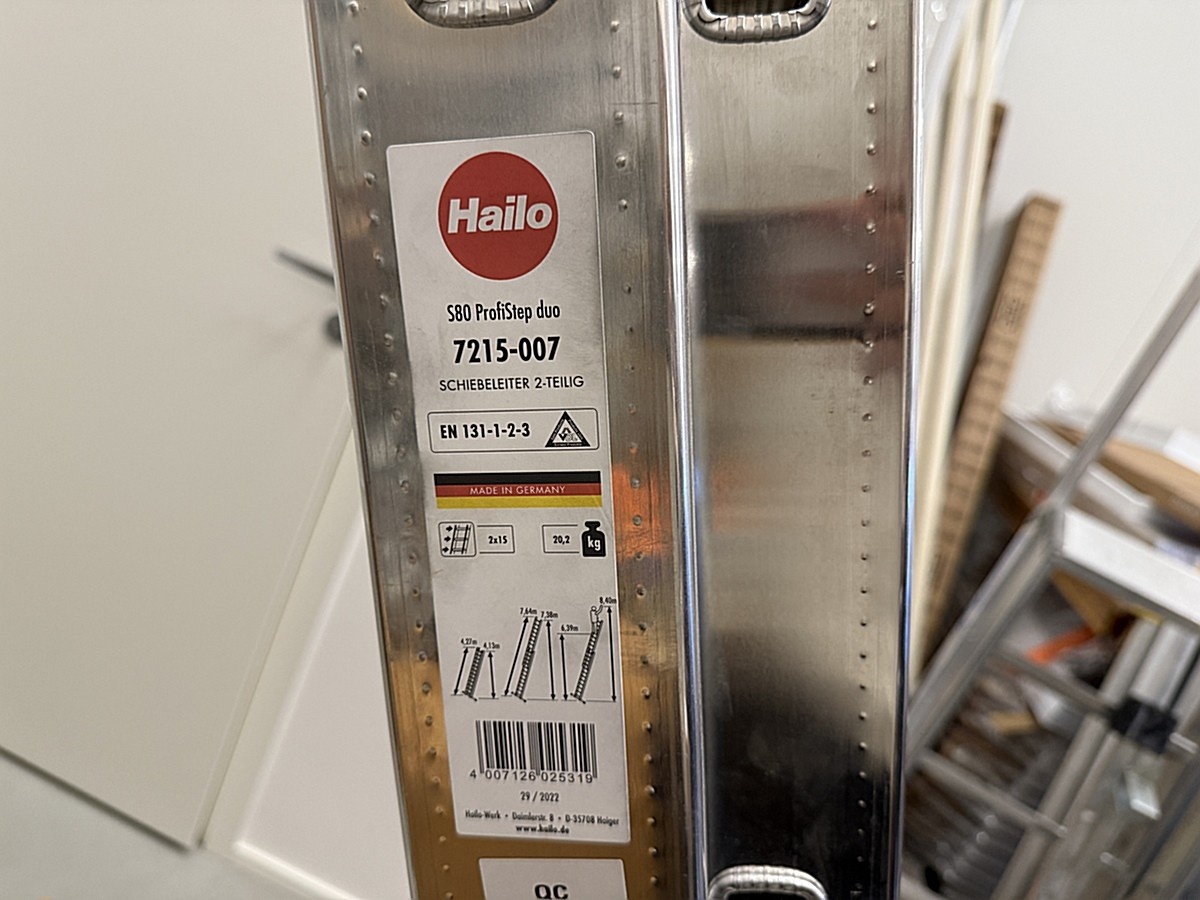 Hailo
S80 ProfiStep duo
7215-007
SCHIEBELEITER 2-TEILIG
EN 131-1-2-3
MADE IN GERMANY
2x15
20,2
kg
8,40m
7,64m
7,38m
6,39m
4,27m
4,13m
4 007126 025319
29 / 2022
Hailo-Werk • Daimlerstr. 8 • D-35708 Haiger
www.hailo.de
QC